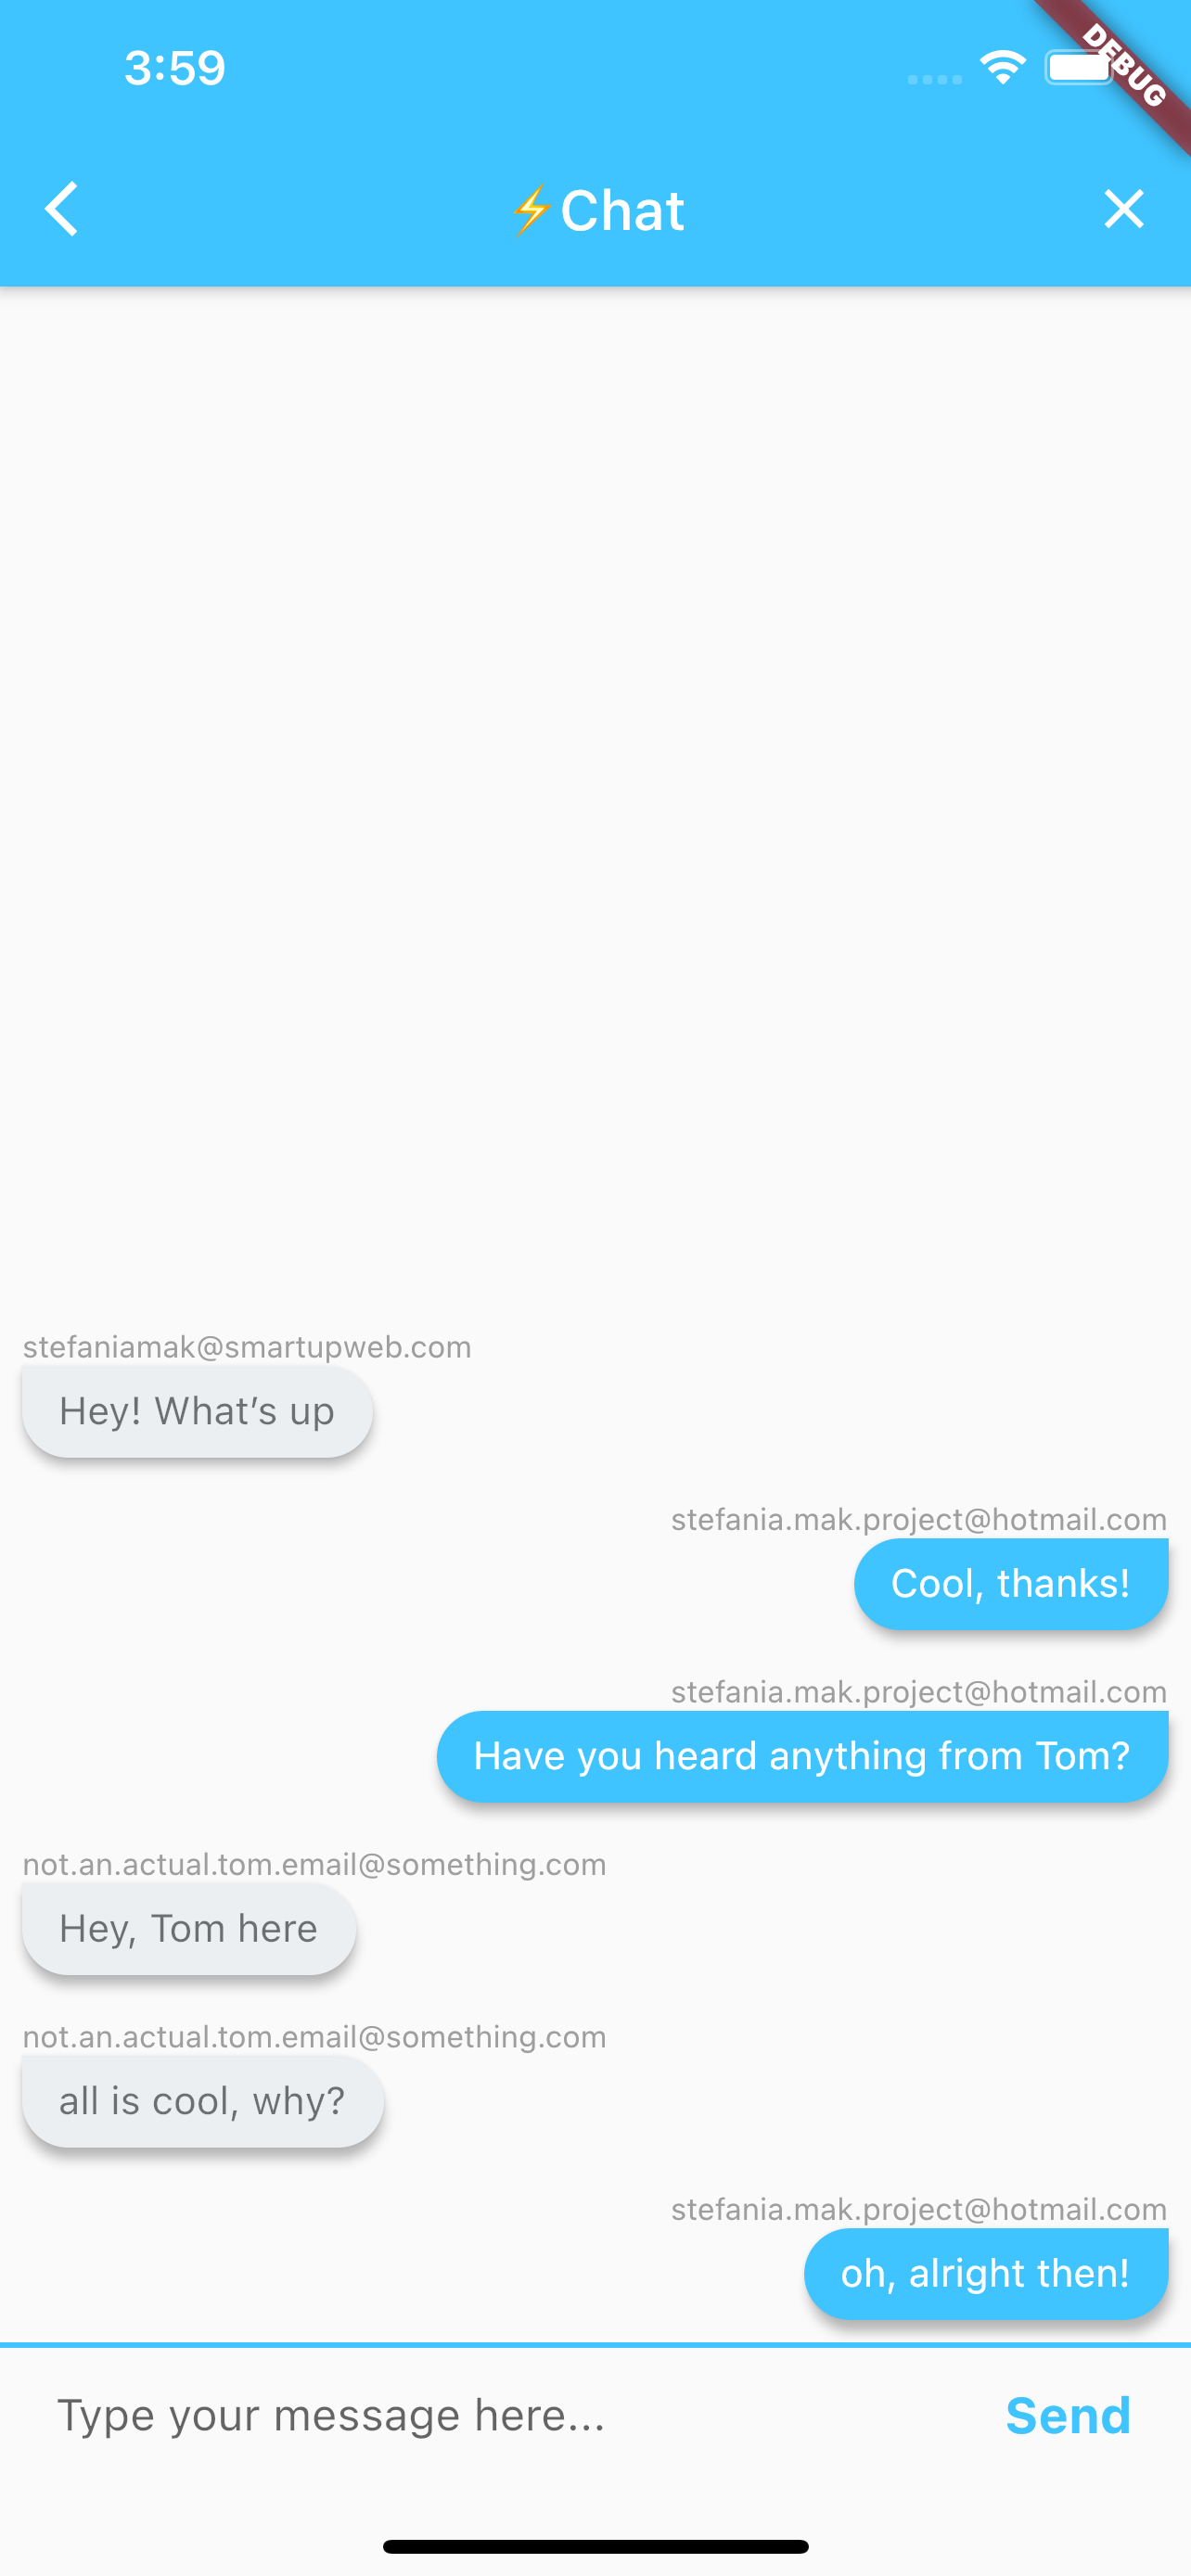 3:59
DEBUG
⚡Chat
stefaniamak@smartupweb.com
Hey! What’s up
stefania.mak.project@hotmail.com
Cool, thanks!
stefania.mak.project@hotmail.com
Have you heard anything from Tom?
not.an.actual.tom.email@something.com
Hey, Tom here
not.an.actual.tom.email@something.com
all is cool, why?
stefania.mak.project@hotmail.com
oh, alright then!
Type your message here...
Send